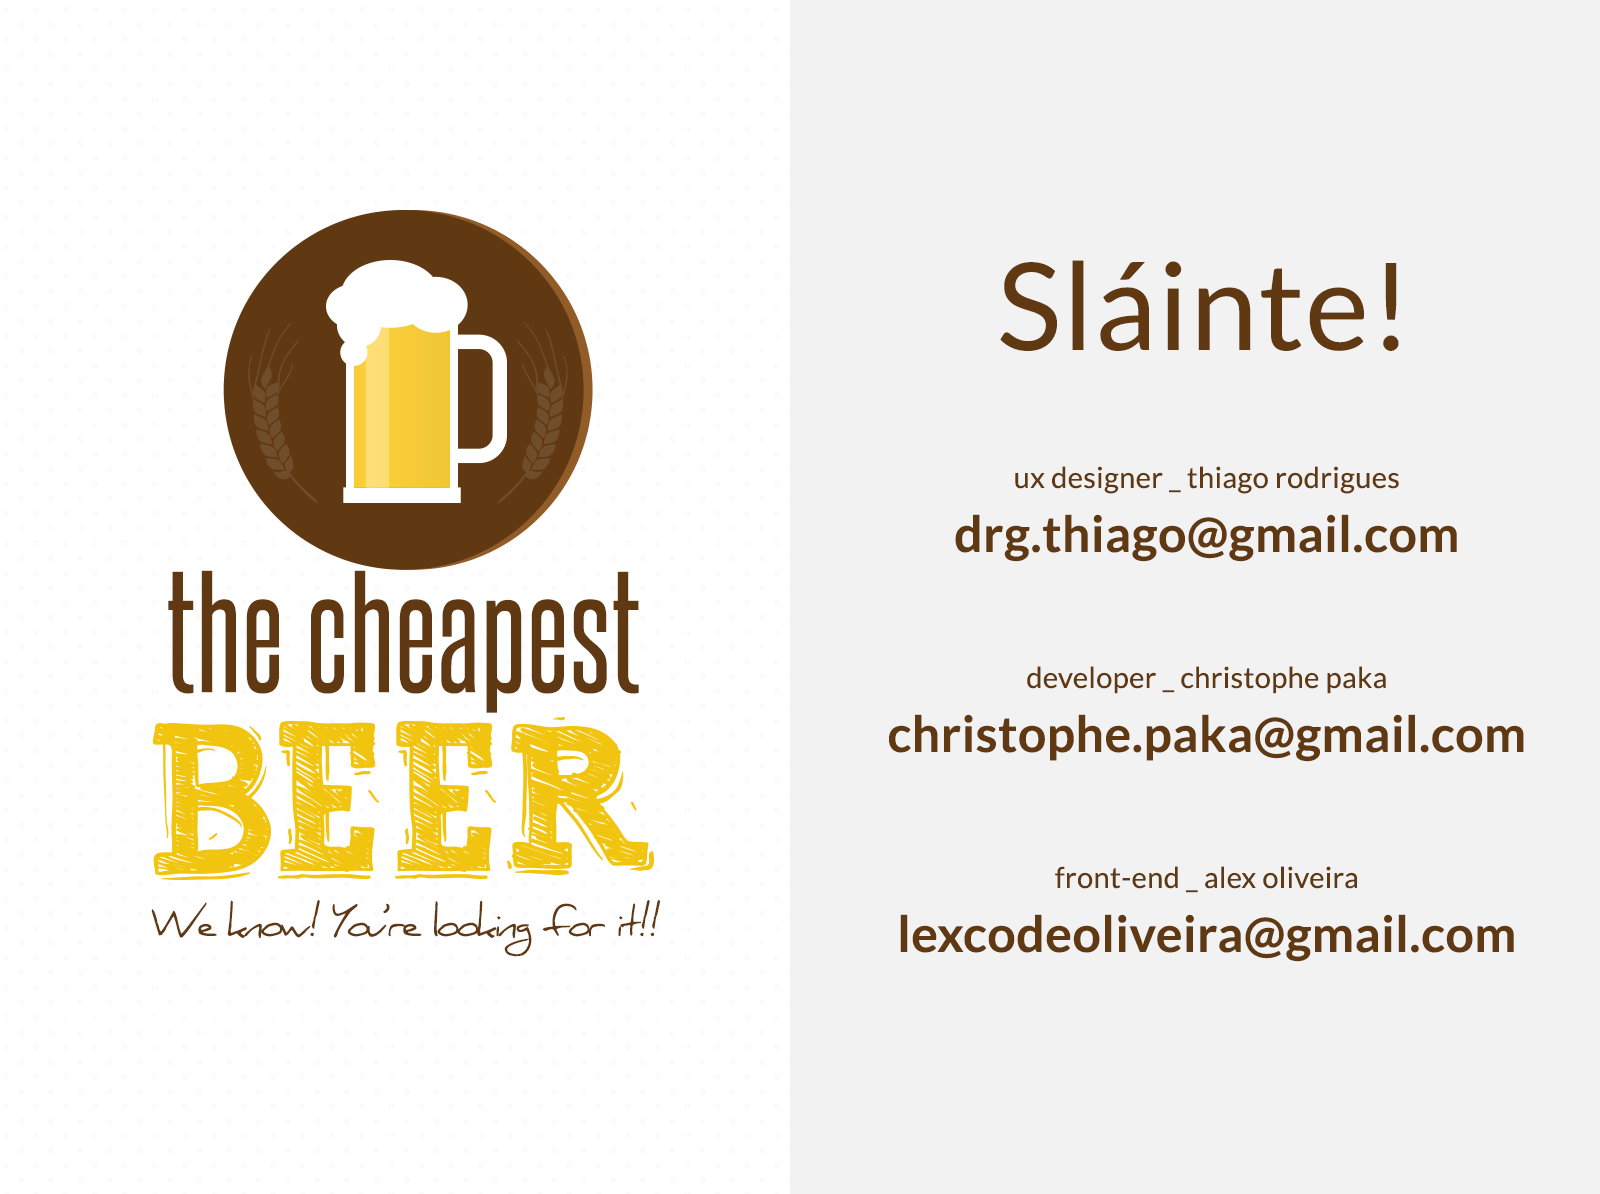 the cheapest
BEER
We know! You're looking for it!!
Sláinte!
ux designer _ thiago rodrigues
drg.thiago@gmail.com
developer _ christophe paka
christophe.paka@gmail.com
front-end _ alex oliveira
lexcodeoliveira@gmail.com